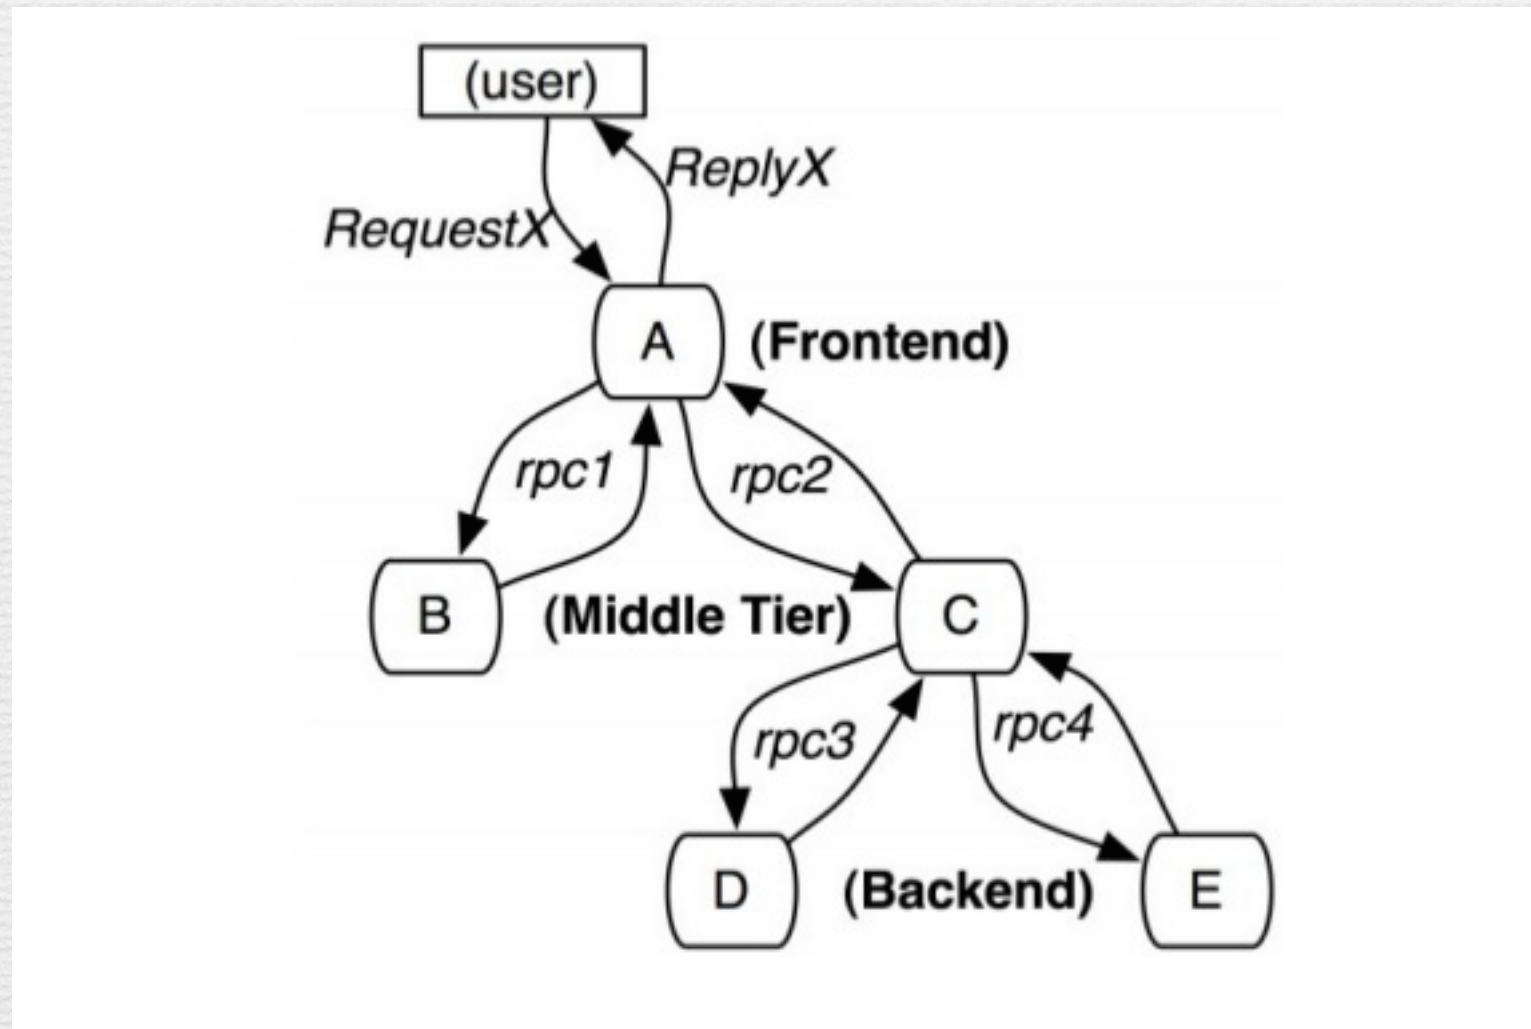 (user)
ReplyX
RequestX
A
(Frontend)
rpc1
rpc2
B
(Middle Tier)
C
rpc3
rpc4
D
(Backend)
E